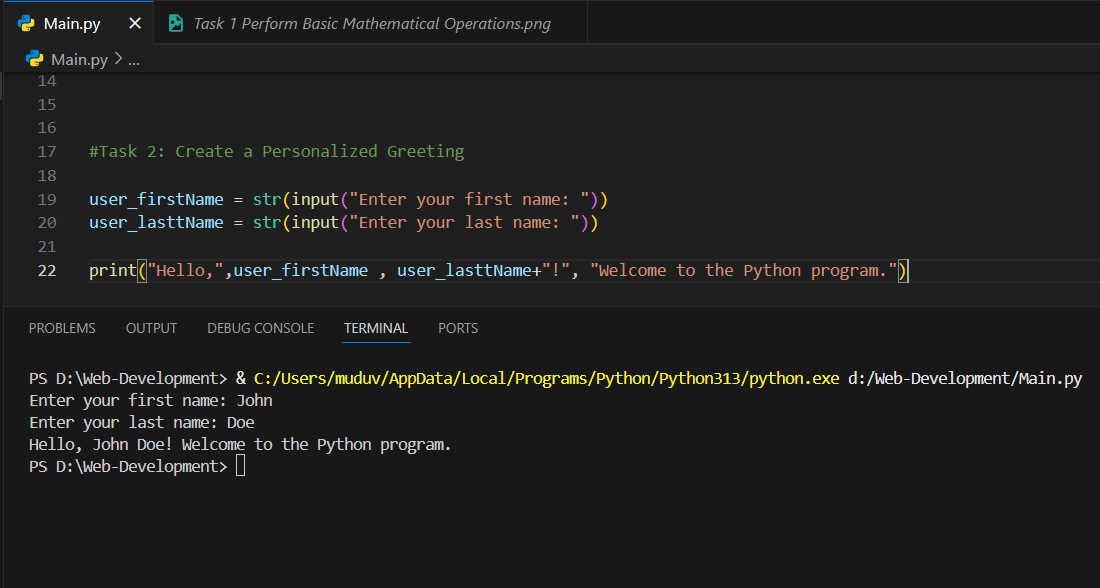 Main.py
Task 1 Perform Basic Mathematical Operations.png
Main.py > ...
14
15
16
17 #Task 2: Create a Personalized Greeting
18
19 user_firstName = str(input("Enter your first name: "))
20 user_lasttName = str(input("Enter your last name: "))
21
22 print("Hello,",user_firstName , user_lasttName+"!", "Welcome to the Python program.")
PROBLEMS OUTPUT DEBUG CONSOLE TERMINAL PORTS
PS D:\Web-Development> & C:/Users/muduv/AppData/Local/Programs/Python/Python313/python.exe d:/Web-Development/Main.py
Enter your first name: John
Enter your last name: Doe
Hello, John Doe! Welcome to the Python program.
PS D:\Web-Development>